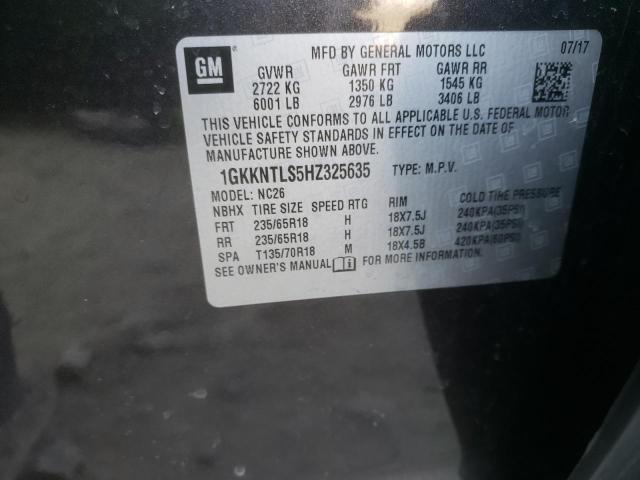 GM
MFD BY GENERAL MOTORS LLC 07/17
GVWR GAWR FRT GAWR RR
2722 KG 1350 KG 1545 KG
6001 LB 2976 LB 3406 LB
THIS VEHICLE CONFORMS TO ALL APPLICABLE U.S. FEDERAL MOTOR
VEHICLE SAFETY STANDARDS IN EFFECT ON THE DATE OF
MANUFACTURE SHOWN ABOVE.
1GKKNTLS5HZ325635 TYPE: M.P.V.
MODEL: NC26
NBHX TIRE SIZE SPEED RTG RIM COLD TIRE PRESSURE
FRT 235/65R18 H 18X7.5J 240KPA(35PSI)
RR 235/65R18 H 18X7.5J 240KPA(35PSI)
SPA T135/70R18 M 18X4.5B 420KPA(60PSI)
SEE OWNER'S MANUAL FOR MORE INFORMATION.